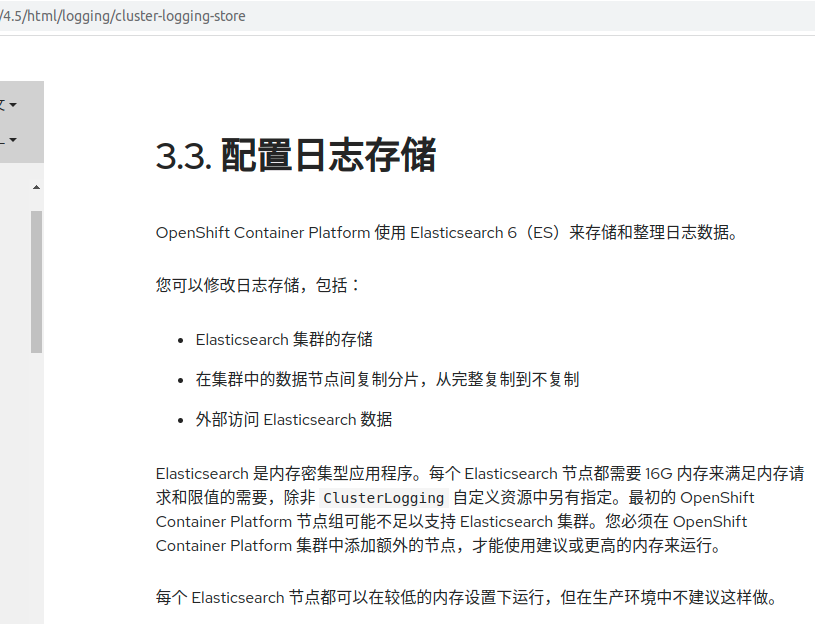 /4.5/html/logging/cluster-logging-store
3.3. 配置日志存储
OpenShift Container Platform 使用 Elasticsearch 6（ES）来存储和整理日志数据。
您可以修改日志存储，包括：
Elasticsearch 集群的存储
在集群中的数据节点间复制分片，从完整复制到不复制
外部访问 Elasticsearch 数据
Elasticsearch 是内存密集型应用程序。每个 Elasticsearch 节点都需要 16G 内存来满足内存请
求和限值的需要，除非 ClusterLogging 自定义资源中另有指定。最初的 OpenShift
Container Platform 节点组可能不足以支持 Elasticsearch 集群。您必须在 OpenShift
Container Platform 集群中添加额外的节点，才能使用建议或更高的内存来运行。
每个 Elasticsearch 节点都可以在较低的内存设置下运行，但在生产环境中不建议这样做。